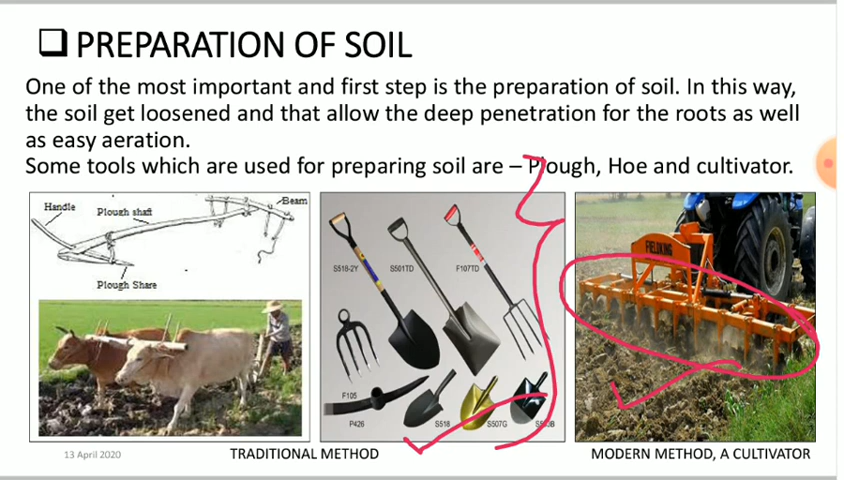 PREPARATION OF SOIL
One of the most important and first step is the preparation of soil. In this way,
the soil get loosened and that allow the deep penetration for the roots as well
as easy aeration.
Some tools which are used for preparing soil are – Plough, Hoe and cultivator.
Handle
Plough shaft
Beam
Plough Share
S518-2Y
S501TD
F107TD
F105
P426
S518
S507G
FIELDKING
13 April 2020
TRADITIONAL METHOD
MODERN METHOD, A CULTIVATOR